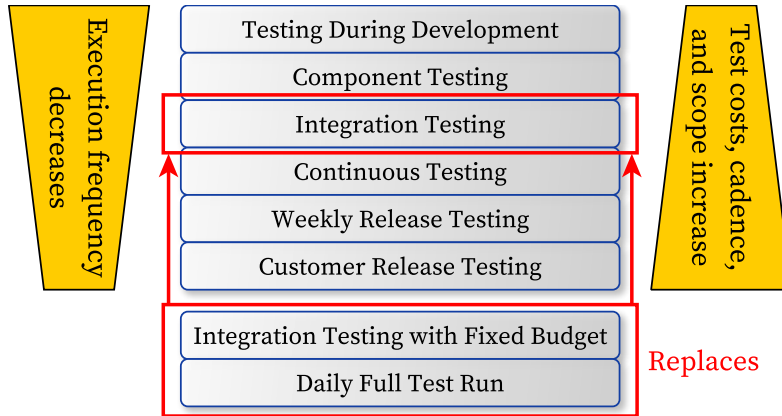 Execution frequency
decreases
Testing During Development
Component Testing
Integration Testing
Continuous Testing
Weekly Release Testing
Customer Release Testing
Test costs, cadence,
and scope increase
Integration Testing with Fixed Budget
Daily Full Test Run
Replaces